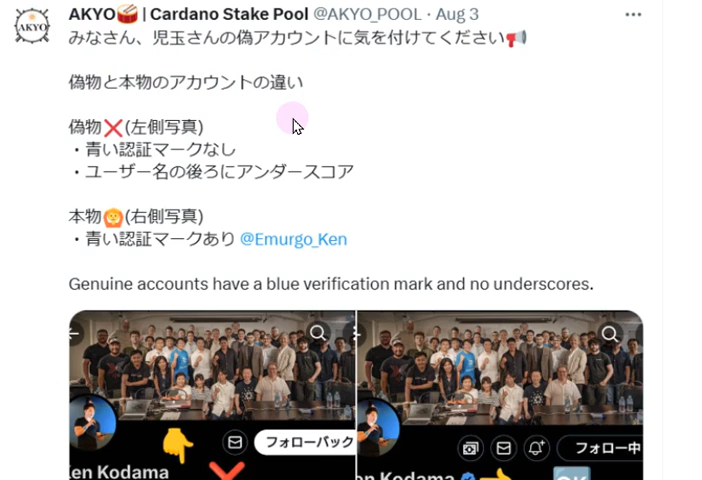 AKYO🥁 | Cardano Stake Pool @AKYO_POOL · Aug 3
みなさん、児玉さんの偽アカウントに気を付けてください📢
偽物と本物のアカウントの違い
偽物❌(左側写真)
・青い認証マークなし
・ユーザー名の後ろにアンダースコア
本物🙆(右側写真)
・青い認証マークあり @Emurgo_Ken
Genuine accounts have a blue verification mark and no underscores.
フォローバック
フォロー中
Ken Kodama
en Kodama
OK